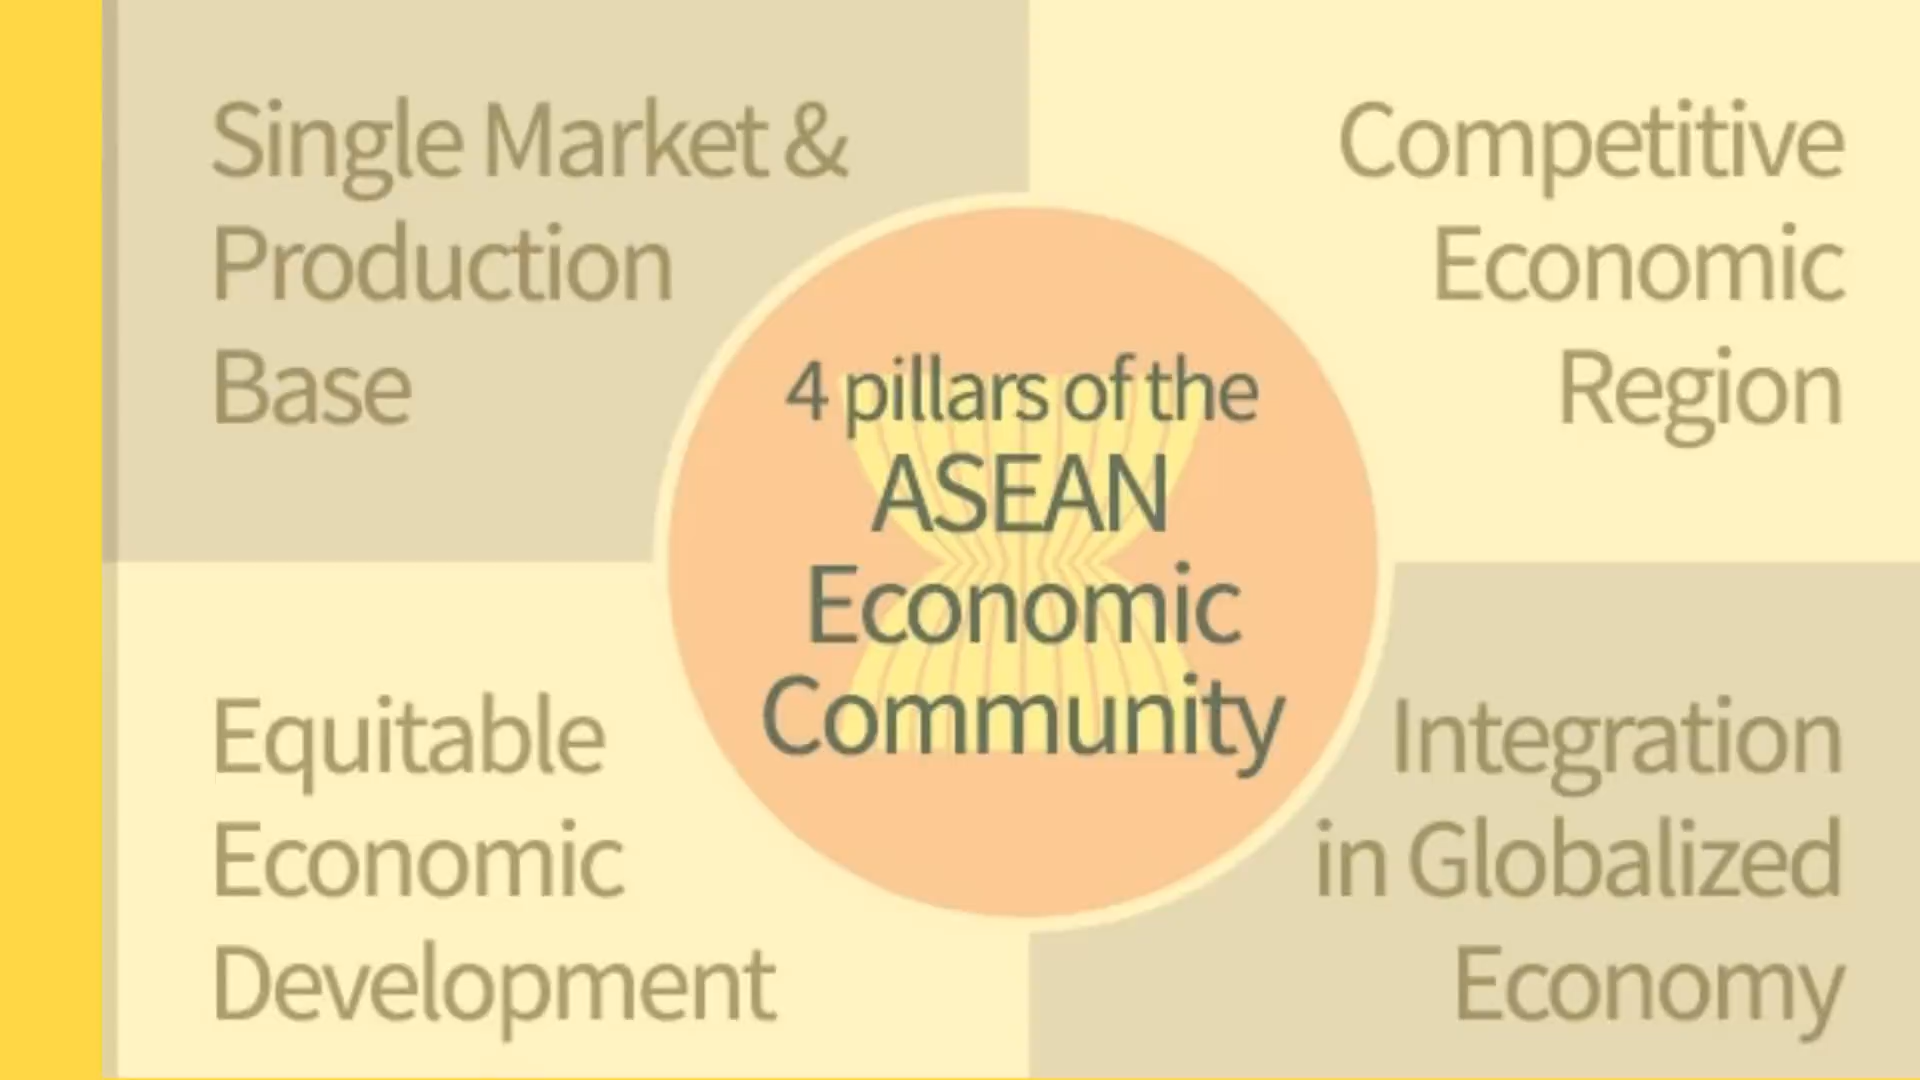 Single Market &
Production
Base
Competitive
Economic
Region
4 pillars of the
ASEAN
Economic
Community
Equitable
Economic
Development
Integration
in Globalized
Economy